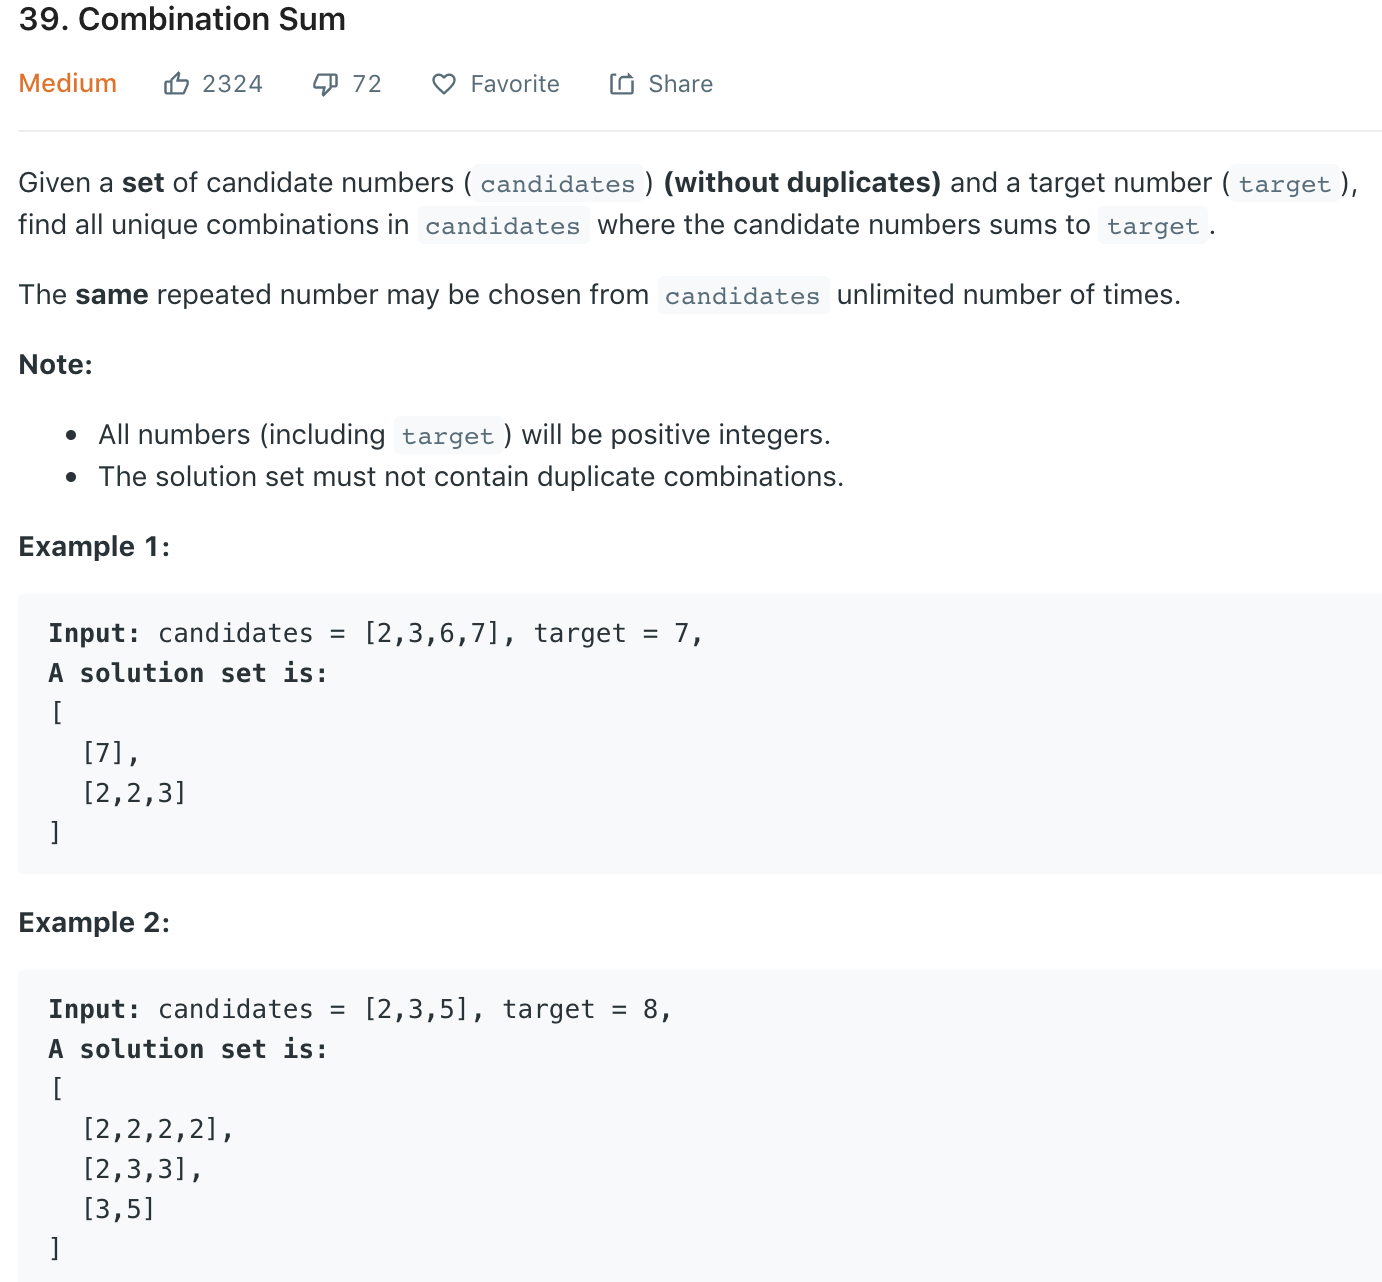 39. Combination Sum
Medium 2324 72 Favorite Share
Given a set of candidate numbers (candidates) (without duplicates) and a target number (target),
find all unique combinations in candidates where the candidate numbers sums to target.
The same repeated number may be chosen from candidates unlimited number of times.
Note:
• All numbers (including target) will be positive integers.
• The solution set must not contain duplicate combinations.
Example 1:
Input: candidates = [2,3,6,7], target = 7,
A solution set is:
[
[7],
[2,2,3]
]
Example 2:
Input: candidates = [2,3,5], target = 8,
A solution set is:
[
[2,2,2,2],
[2,3,3],
[3,5]
]